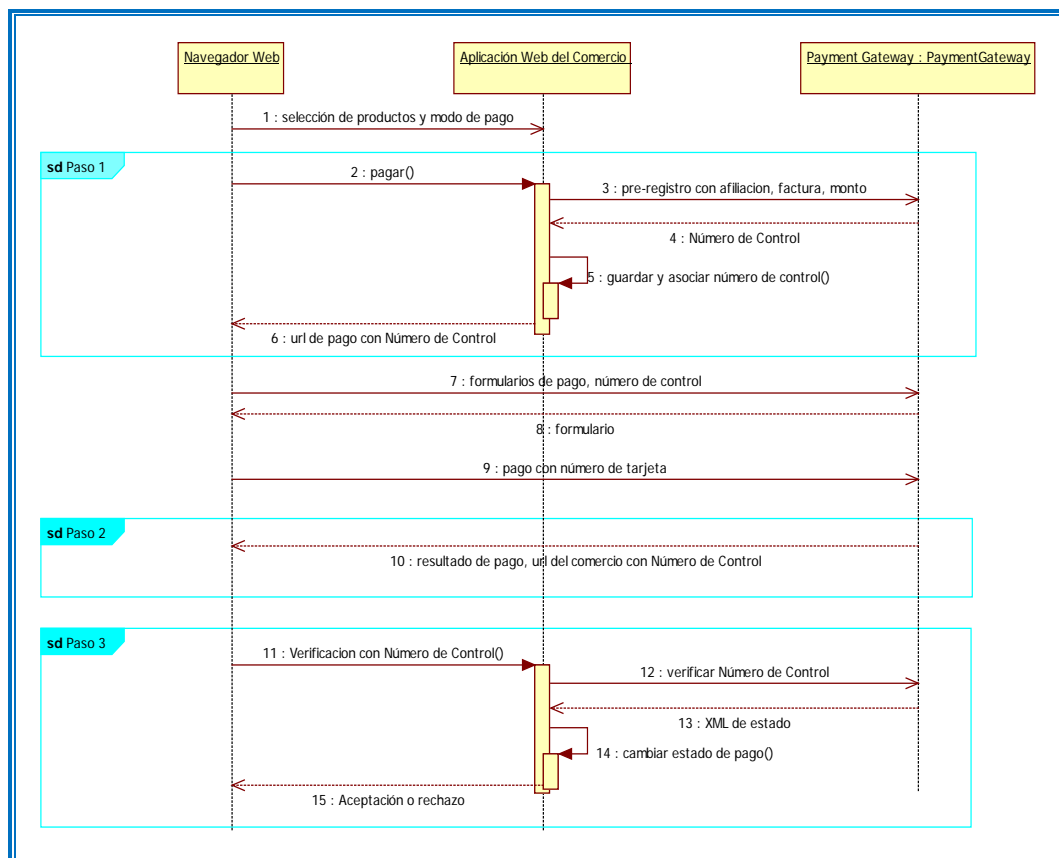 Navegador Web
Aplicación Web del Comercio
Payment Gateway : PaymentGateway
1 : selección de productos y modo de pago
sd Paso 1
2 : pagar()
3 : pre-registro con afiliacion, factura, monto
4 : Número de Control
5 : guardar y asociar número de control()
6 : url de pago con Número de Control
7 : formularios de pago, número de control
8 : formulario
9 : pago con número de tarjeta
sd Paso 2
10 : resultado de pago, url del comercio con Número de Control
sd Paso 3
11 : Verificacion con Número de Control()
12 : verificar Número de Control
13 : XML de estado
14 : cambiar estado de pago()
15 : Aceptación o rechazo